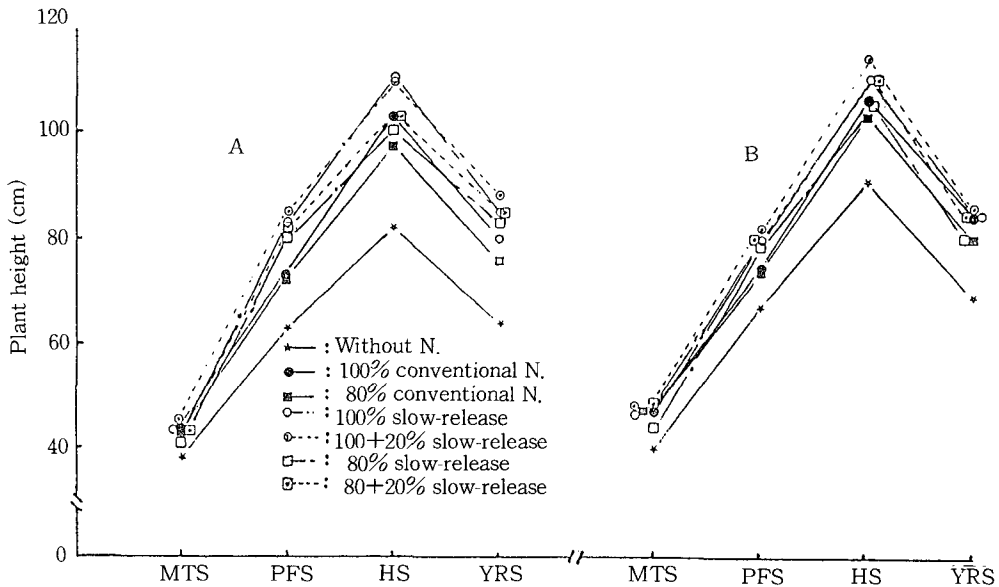 120
100
80
60
40
0
Plant height (cm)
A
B
: Without N.
: 100% conventional N.
: 80% conventional N.
: 100% slow-release
: 100+20% slow-release
: 80% slow-release
: 80+20% slow-release
MTS PFS HS YRS MTS PFS HS YRS